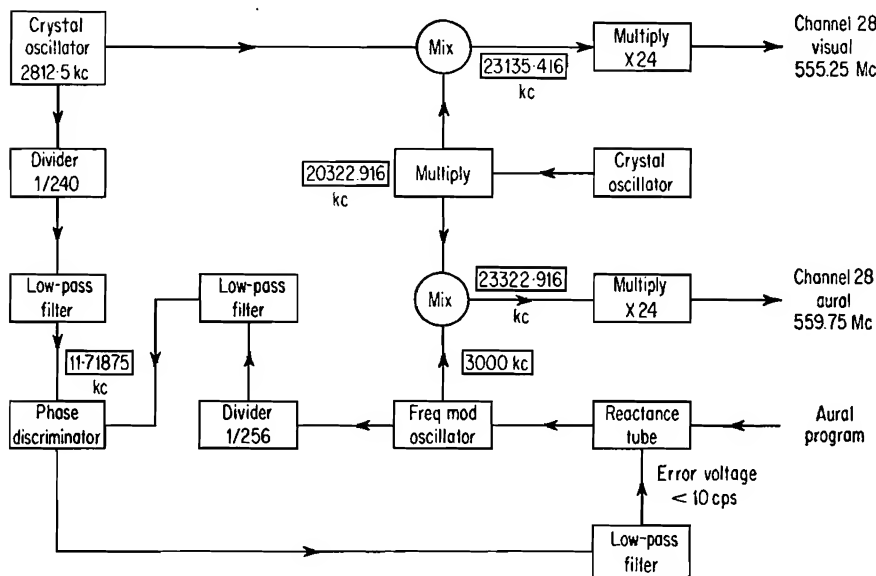 Crystal
oscillator
2812·5 kc
Mix
23135·416
kc
Multiply
X 24
Channel 28
visual
555.25 Mc
Divider
1/240
20322.916
kc
Multiply
Crystal
oscillator
Low-pass
filter
Low-pass
filter
Mix
23322·916
kc
Multiply
X 24
Channel 28
aural
559.75 Mc
11·71875
kc
3000 kc
Phase
discriminator
Divider
1/256
Freq mod
oscillator
Reactance
tube
Aural
program
Error voltage
< 10 cps
Low-pass
filter